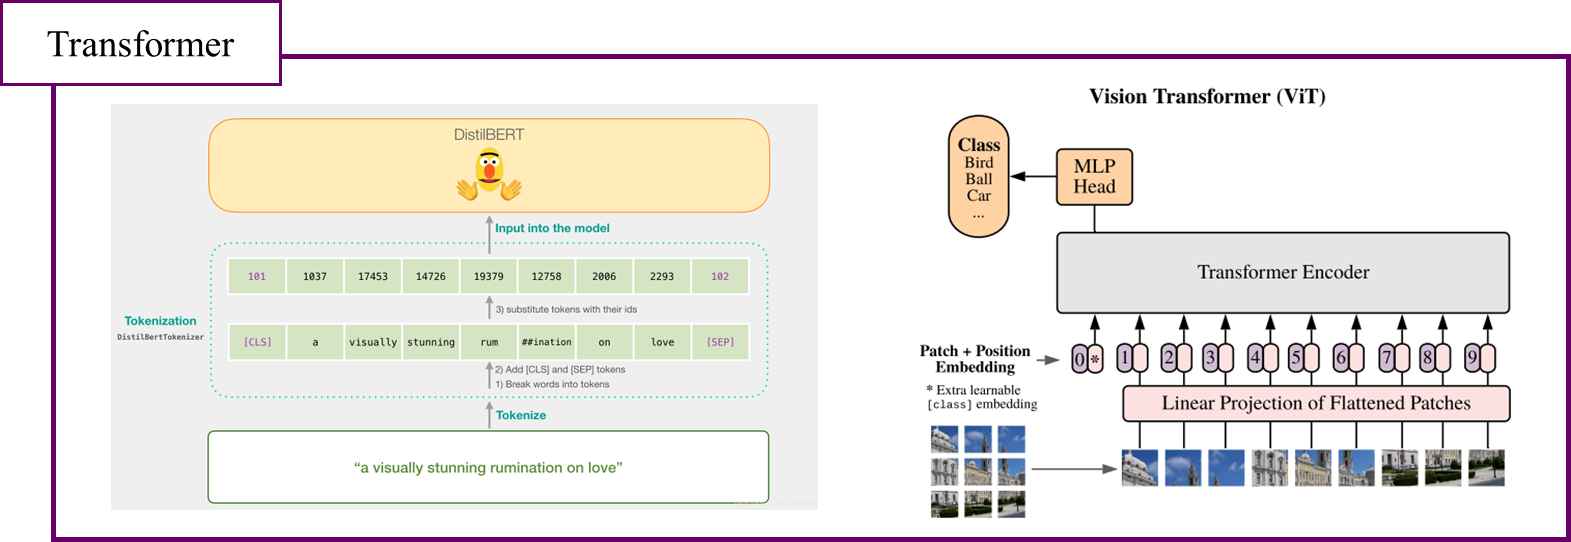 Transformer
DistilBERT
Input into the model
101 1037 17453 14726 19379 12758 2006 2293 102
3) substitute tokens with their ids
Tokenization
DistilBertTokenizer
[CLS] a visually stunning rum ##ination on love [SEP]
2) Add [CLS] and [SEP] tokens
1) Break words into tokens
Tokenize
“a visually stunning rumination on love”
Vision Transformer (ViT)
Class
Bird
Ball
Car
...
MLP
Head
Transformer Encoder
Patch + Position
Embedding
0 * 1 2 3 4 5 6 7 8 9
* Extra learnable
[class] embedding
Linear Projection of Flattened Patches